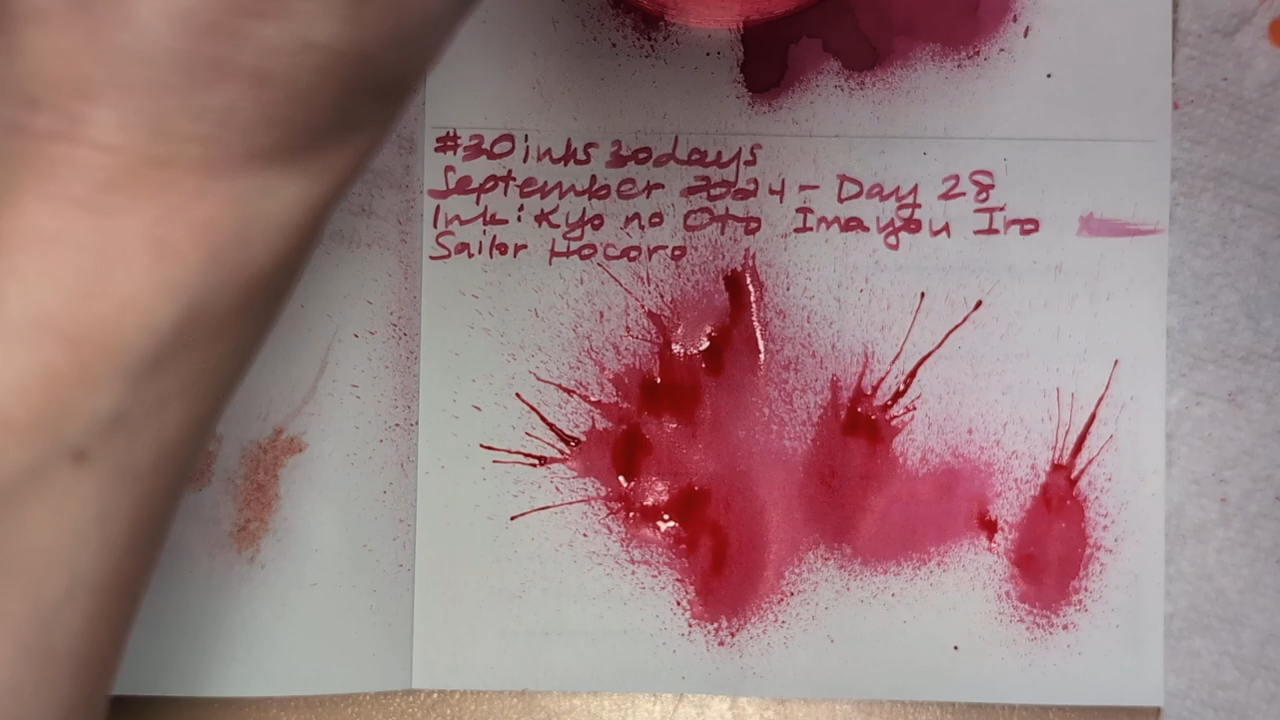 #30inks30days
September 2024 - Day 28
Ink: Kyo no Oto Imayou Iro
Sailor Hocoro